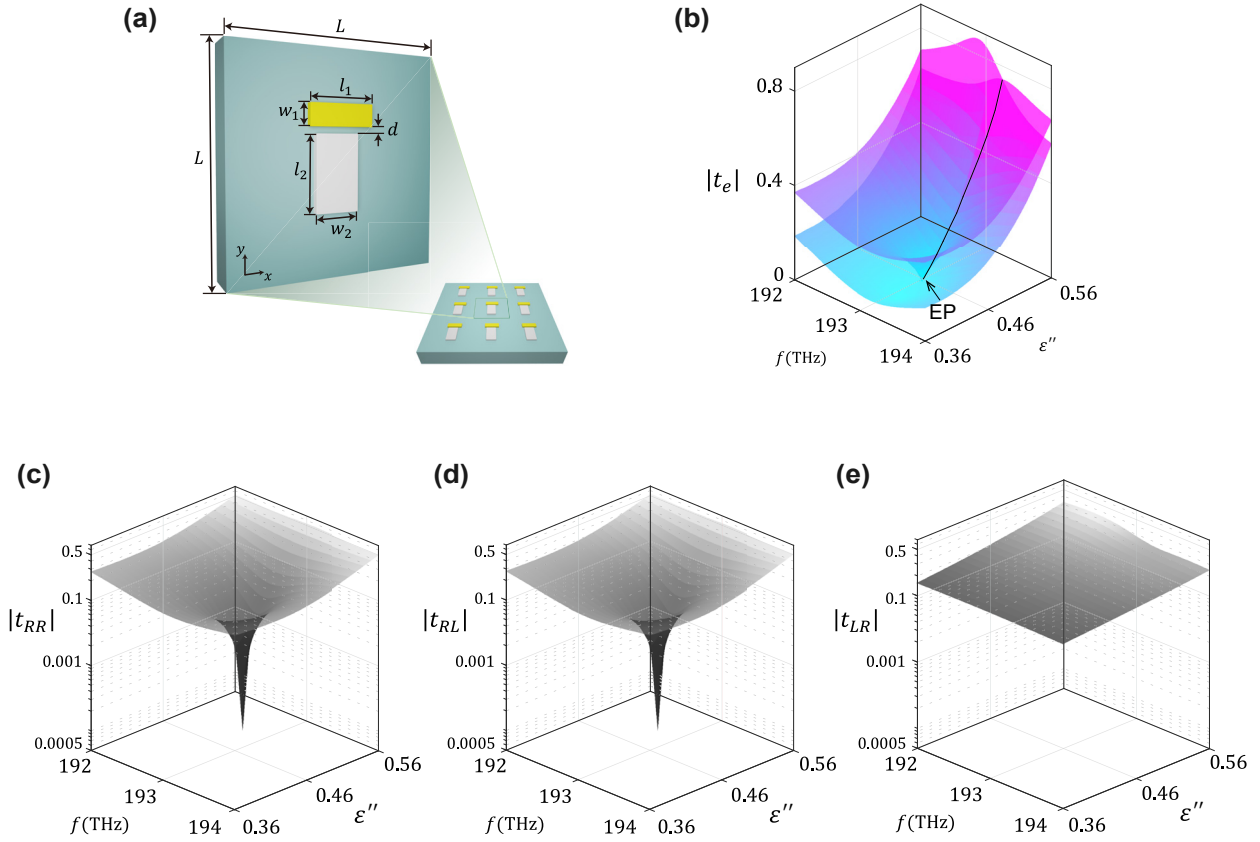 (a)
L
l₁
w₁
d
L
l₂
w₂
y
x
(b)
0.8
0.4
|tₑ|
0
192
193
194
f(THz)
EP
0.56
0.46
0.36
ε''
(c)
0.5
0.1
|t_RR|
0.001
0.0005
192
193
194
f(THz)
0.56
0.46
0.36
ε''
(d)
0.5
0.1
|t_RL|
0.001
0.0005
192
193
194
f(THz)
0.56
0.46
0.36
ε''
(e)
0.5
0.1
|t_LR|
0.001
0.0005
192
193
194
f(THz)
0.56
0.46
0.36
ε''